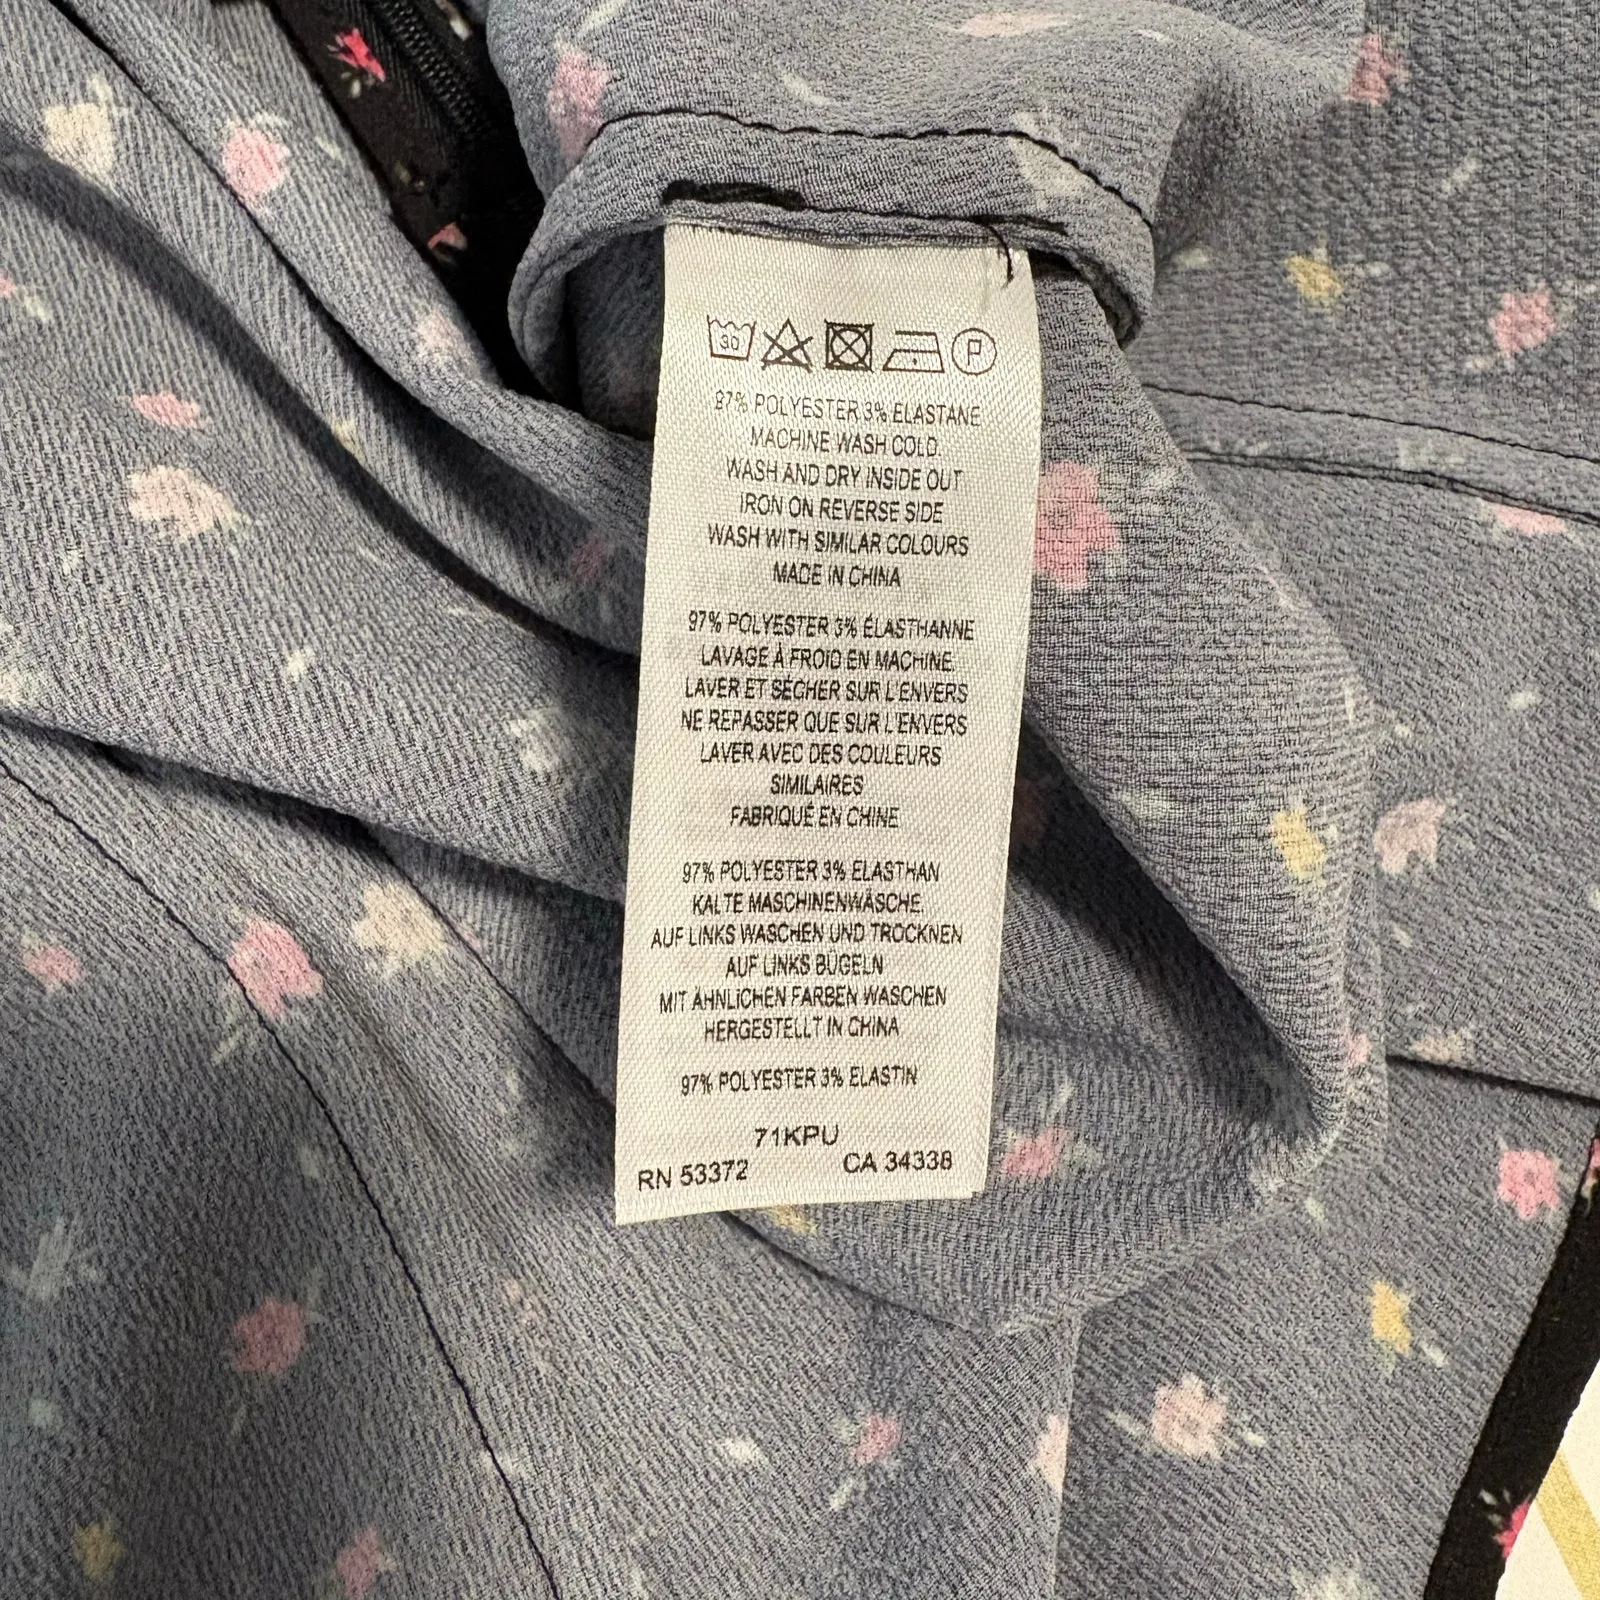 30
P
97% POLYESTER 3% ELASTANE
MACHINE WASH COLD.
WASH AND DRY INSIDE OUT
IRON ON REVERSE SIDE
WASH WITH SIMILAR COLOURS
MADE IN CHINA
97% POLYESTER 3% ÉLASTHANNE
LAVAGE À FROID EN MACHINE.
LAVER ET SÉCHER SUR L'ENVERS
NE REPASSER QUE SUR L'ENVERS
LAVER AVEC DES COULEURS
SIMILAIRES
FABRIQUÉ EN CHINE
97% POLYESTER 3% ELASTHAN
KALTE MASCHINENWÄSCHE.
AUF LINKS WASCHEN UND TROCKNEN
AUF LINKS BÜGELN
MIT ÄHNLICHEN FARBEN WASCHEN
HERGESTELLT IN CHINA
97% POLYESTER 3% ELASTIN
71KPU
RN 53372 CA 34338